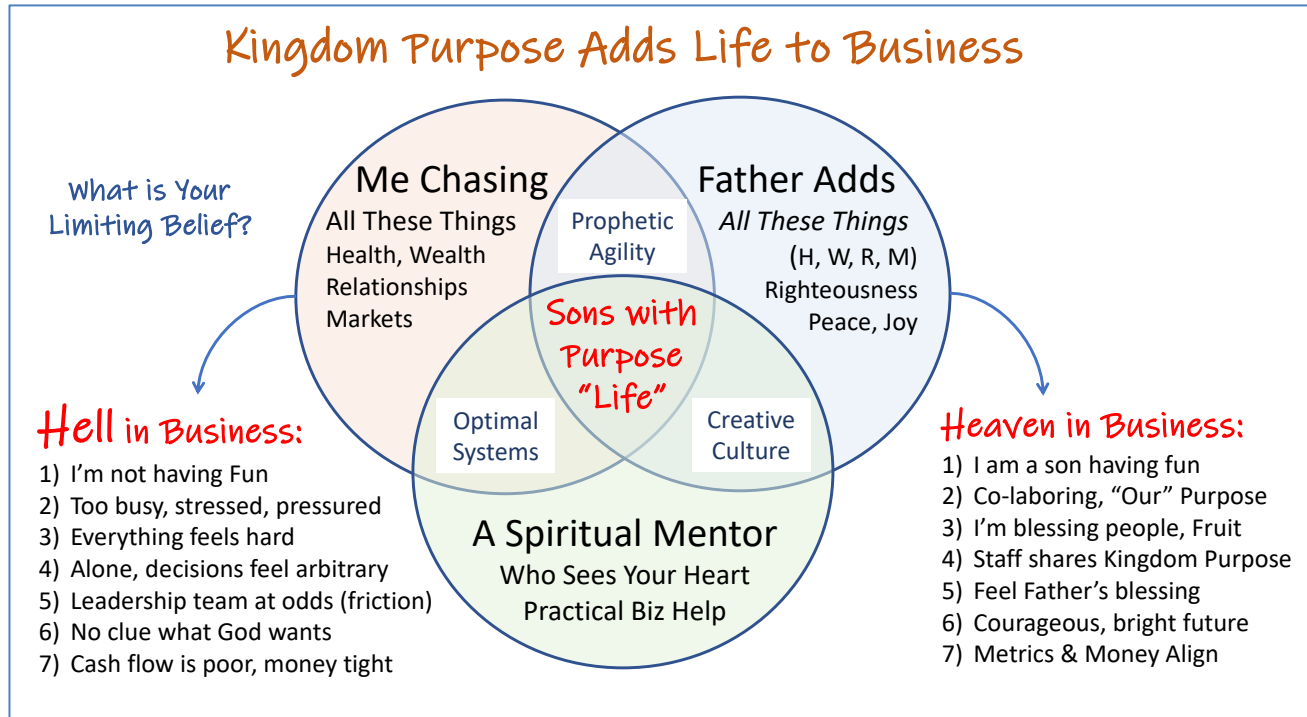 Kingdom Purpose Adds Life to Business
What is Your
Limiting Belief?
Me Chasing
All These Things
Health, Wealth
Relationships
Markets
Prophetic
Agility
Father Adds
All These Things
(H, W, R, M)
Righteousness
Peace, Joy
Sons with
Purpose
“Life”
Optimal
Systems
Creative
Culture
A Spiritual Mentor
Who Sees Your Heart
Practical Biz Help
Hell in Business:
1) I’m not having Fun
2) Too busy, stressed, pressured
3) Everything feels hard
4) Alone, decisions feel arbitrary
5) Leadership team at odds (friction)
6) No clue what God wants
7) Cash flow is poor, money tight
Heaven in Business:
1) I am a son having fun
2) Co-laboring, “Our” Purpose
3) I’m blessing people, Fruit
4) Staff shares Kingdom Purpose
5) Feel Father’s blessing
6) Courageous, bright future
7) Metrics & Money Align